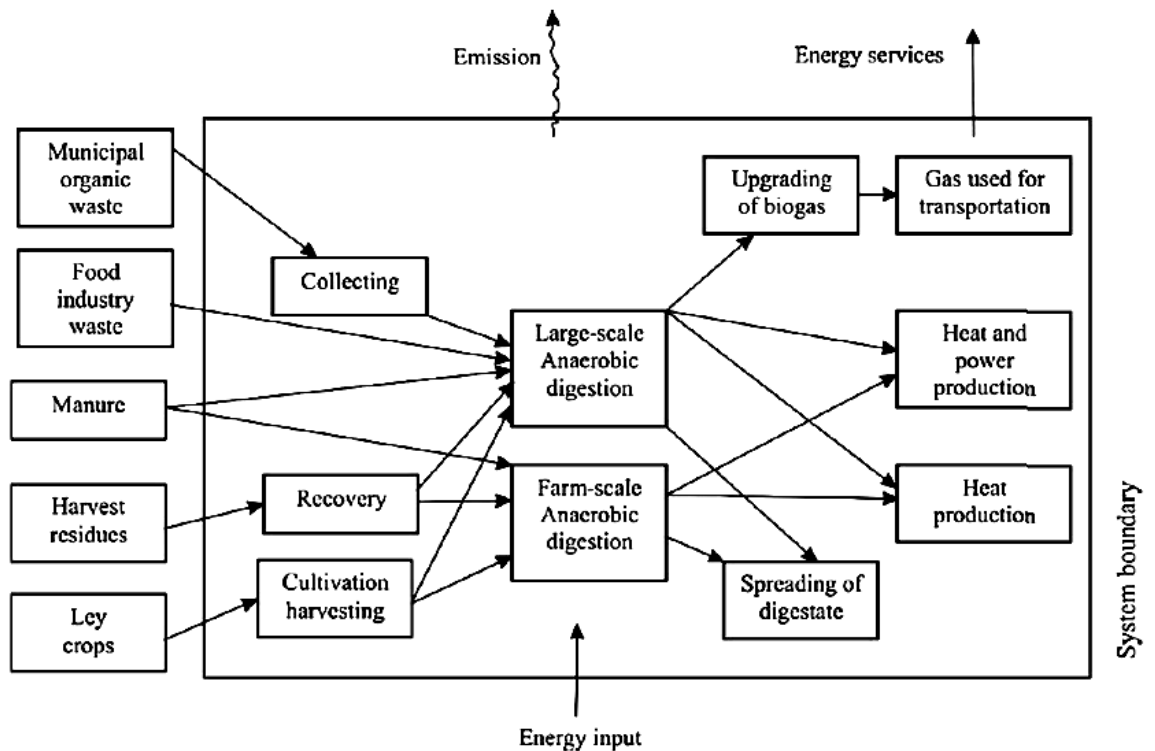 Emission
Energy services
Municipal
organic
waste
Food
industry
waste
Manure
Harvest
residues
Ley
crops
Collecting
Recovery
Cultivation
harvesting
Large-scale
Anaerobic
digestion
Farm-scale
Anaerobic
digestion
Upgrading
of biogas
Gas used for
transportation
Heat and
power
production
Heat
production
Spreading of
digestate
System boundary
Energy input